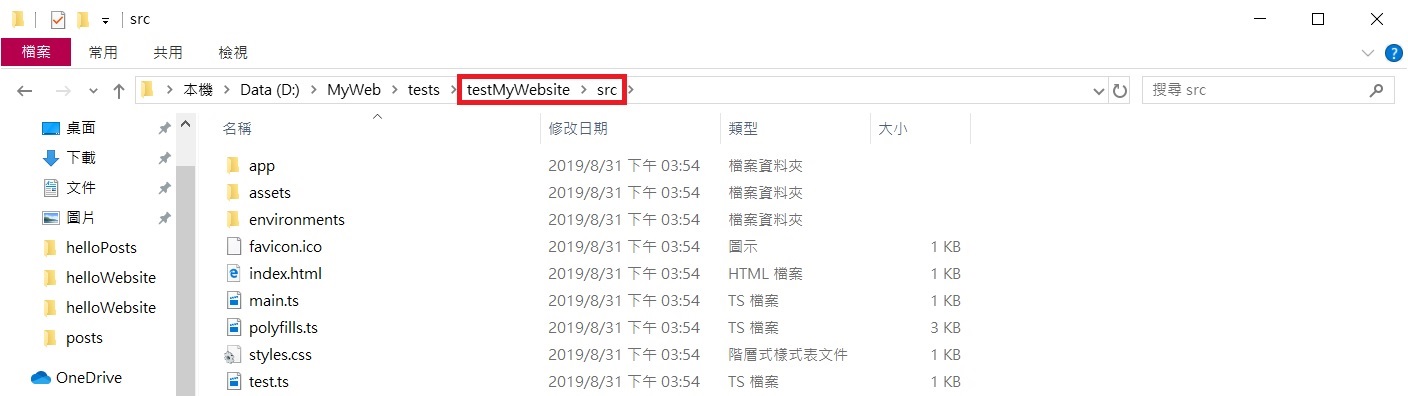 src
檔案 常用 共用 檢視
本機 Data (D:) MyWeb tests testMyWebsite src 搜尋 src
名稱 修改日期 類型 大小
桌面
下載
文件
圖片
helloPosts
helloWebsite
helloWebsite
posts
OneDrive
app 2019/8/31 下午 03:54 檔案資料夾
assets 2019/8/31 下午 03:54 檔案資料夾
environments 2019/8/31 下午 03:54 檔案資料夾
favicon.ico 2019/8/31 下午 03:54 圖示 1 KB
index.html 2019/8/31 下午 03:54 HTML 檔案 1 KB
main.ts 2019/8/31 下午 03:54 TS 檔案 1 KB
polyfills.ts 2019/8/31 下午 03:54 TS 檔案 3 KB
styles.css 2019/8/31 下午 03:54 階層式樣式表文件 1 KB
test.ts 2019/8/31 下午 03:54 TS 檔案 1 KB